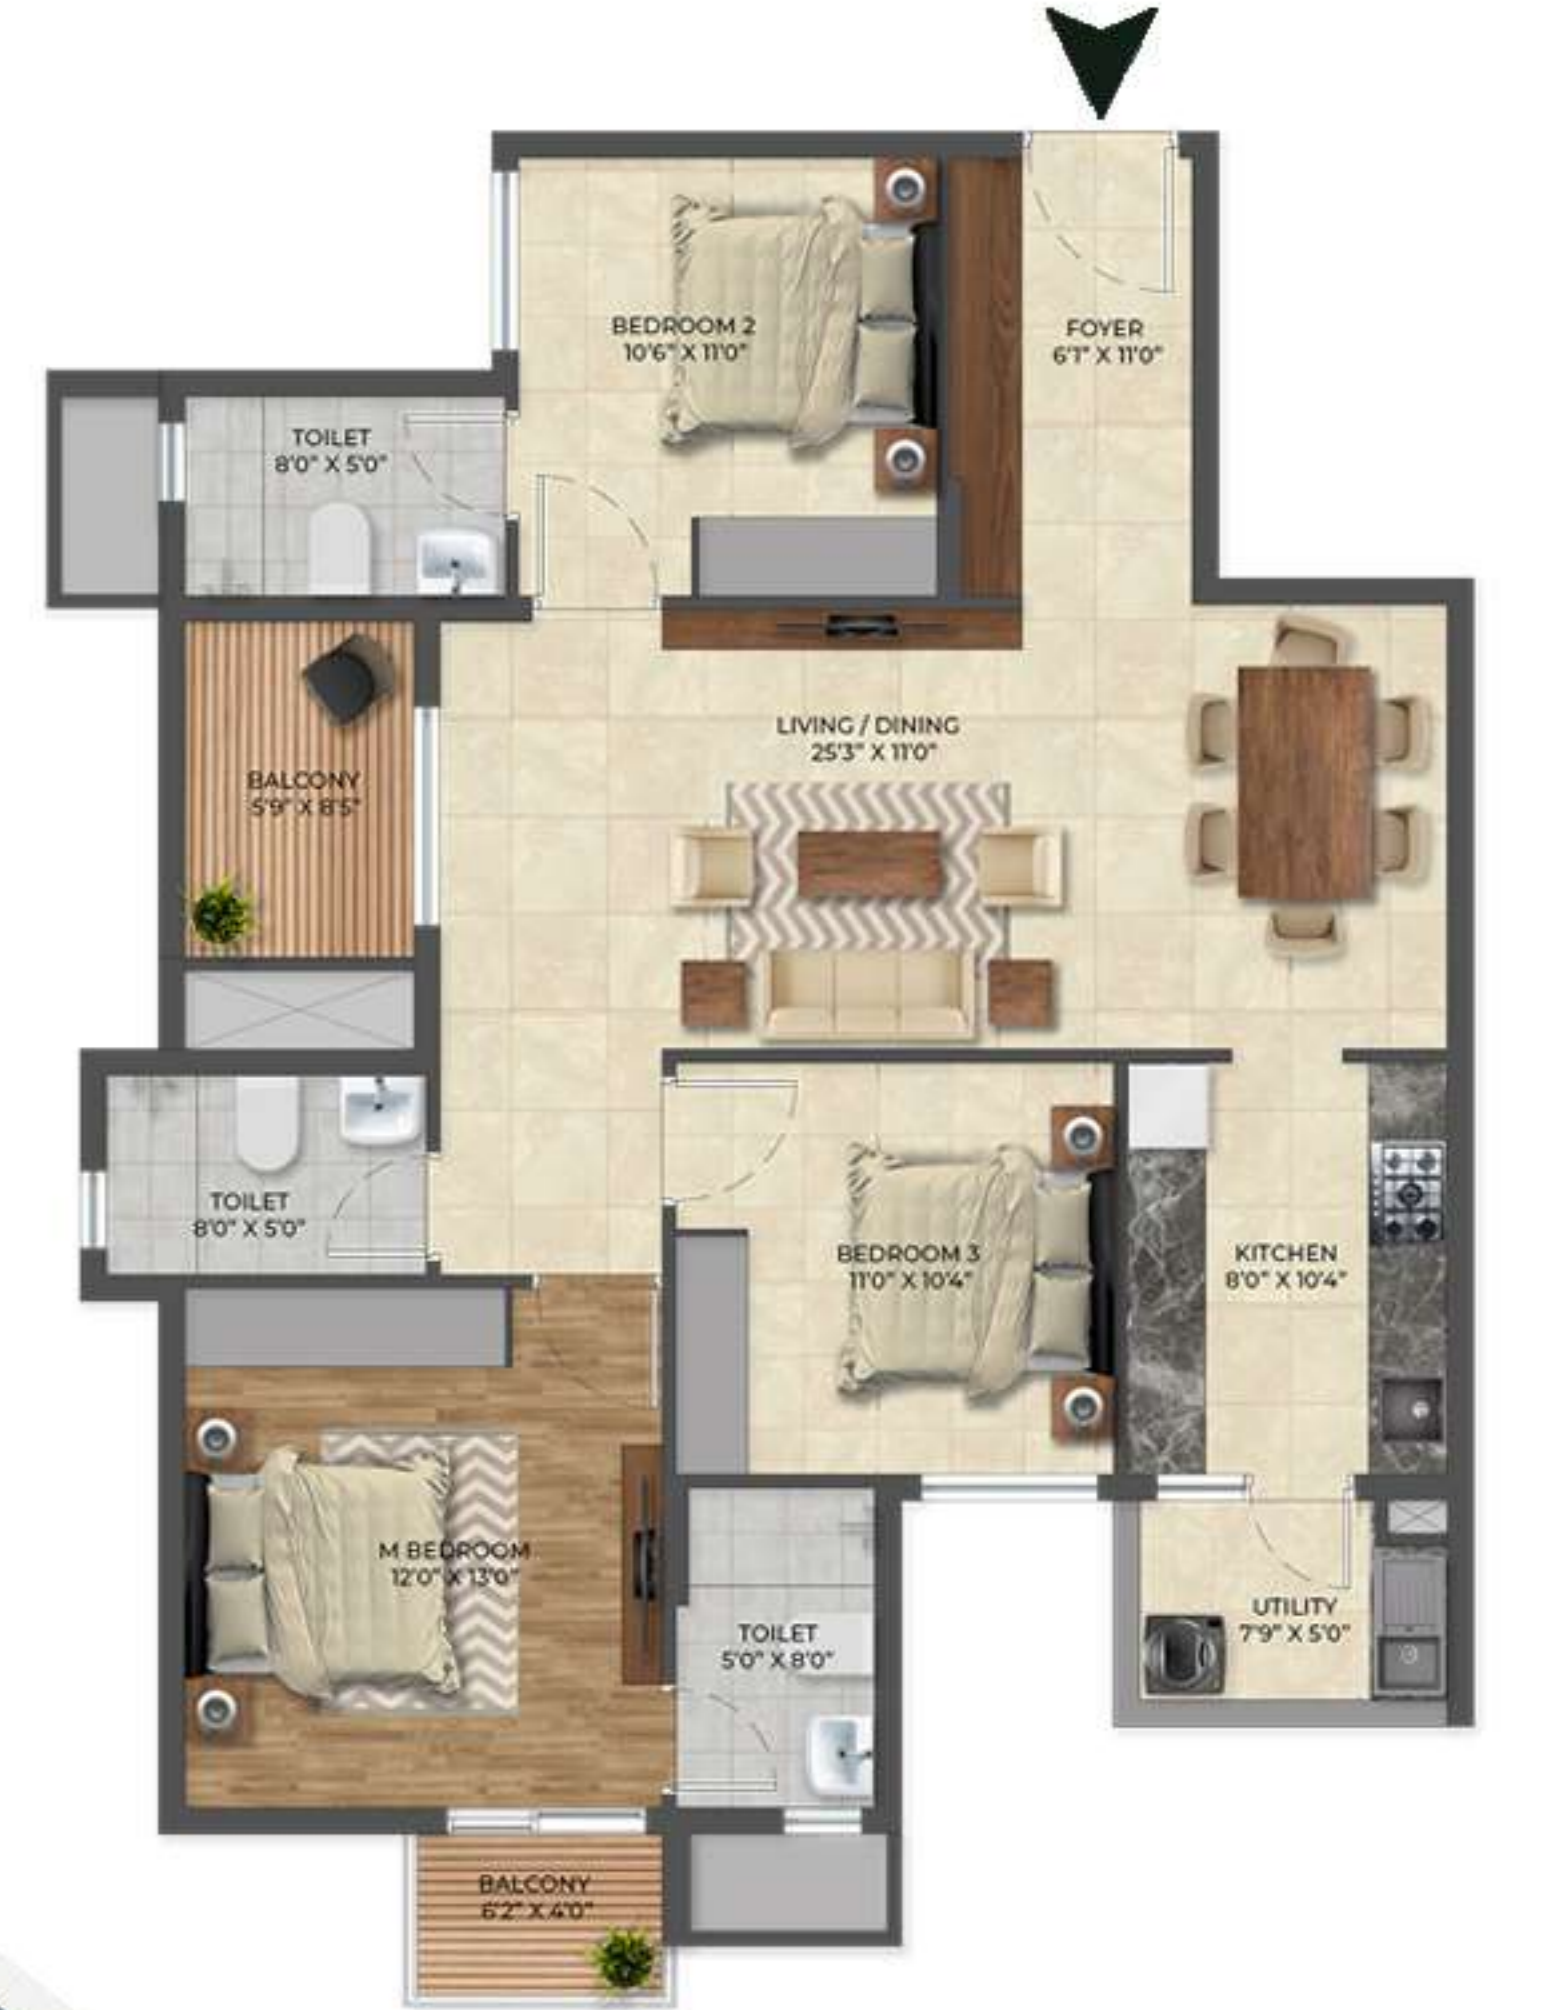 BEDROOM 2
10'6" X 11'0"
FOYER
6'1" X 11'0"
TOILET
8'0" X 5'0"
LIVING / DINING
25'3" X 11'0"
BALCONY
5'9" X 8'5"
TOILET
8'0" X 5'0"
BEDROOM 3
11'0" X 10'4"
KITCHEN
8'0" X 10'4"
M BEDROOM
12'0" X 13'0"
TOILET
5'0" X 8'0"
UTILITY
7'9" X 5'0"
BALCONY
6'2" X 4'0"